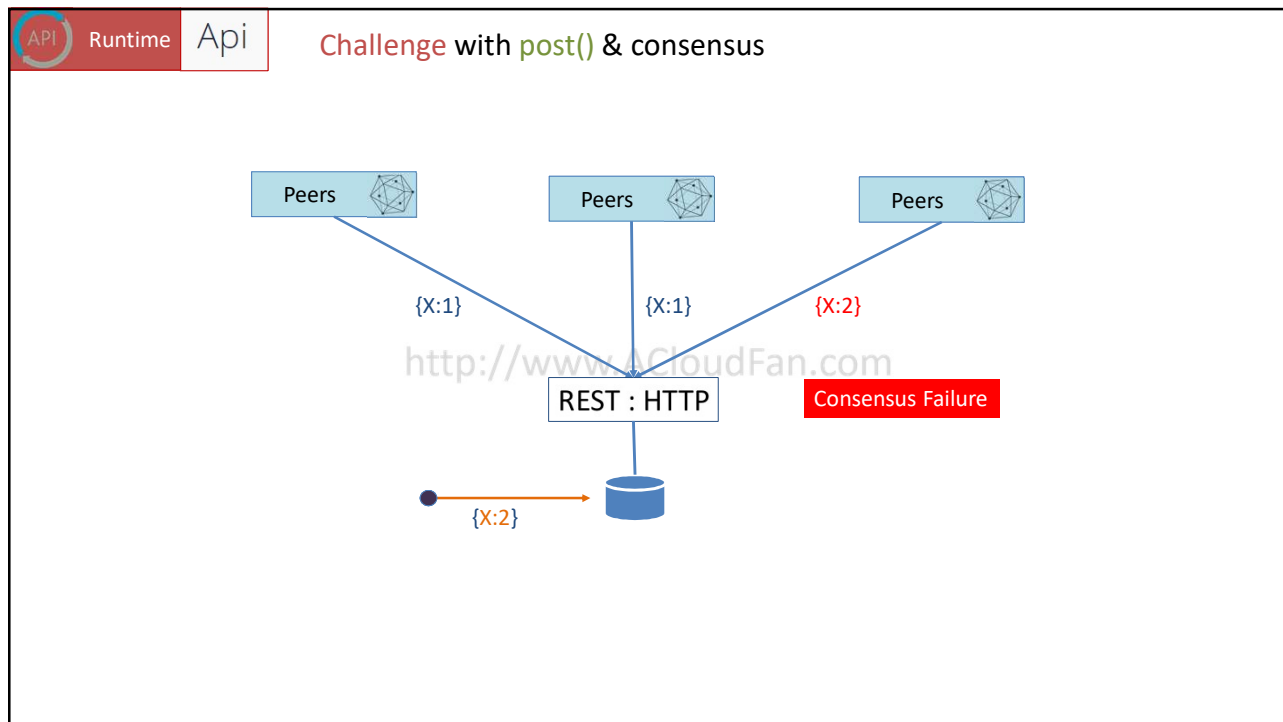 API
Runtime
Api
Challenge with post() & consensus
Peers
Peers
Peers
{X:1}
{X:1}
{X:2}
http://www.ACloudFan.com
REST : HTTP
Consensus Failure
{X:2}